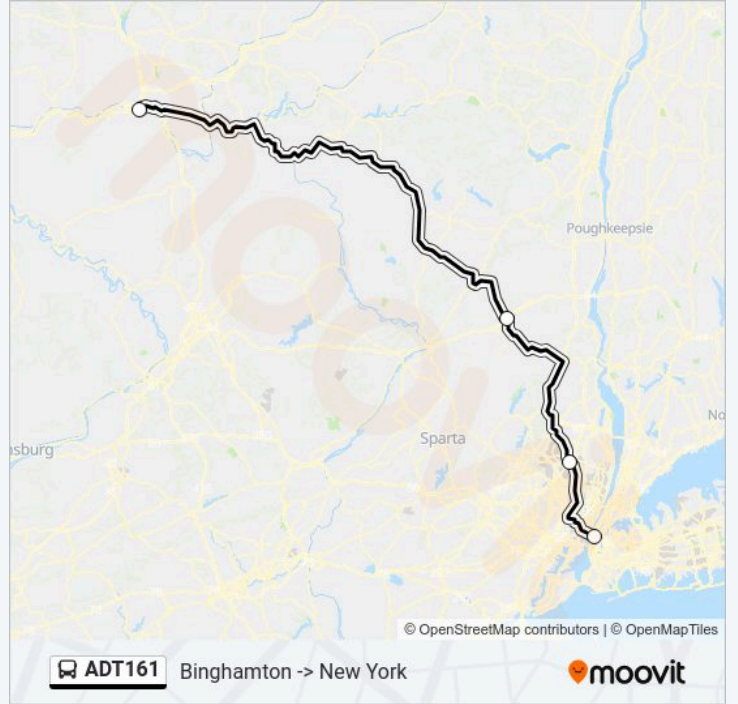 Poughkeepsie
No
Sparta
nsburg
© OpenStreetMap contributors | © OpenMapTiles
ADT161 Binghamton -> New York
moovit